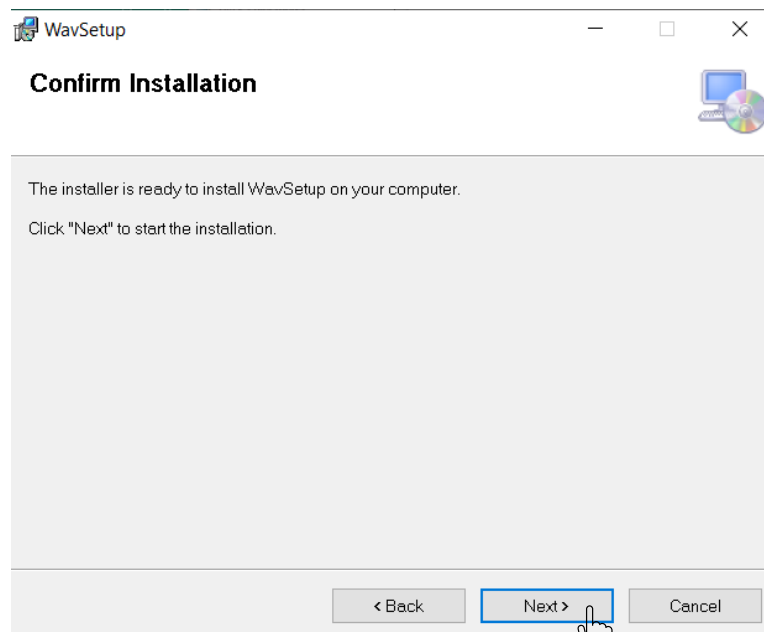 WavSetup
Confirm Installation
The installer is ready to install WavSetup on your computer.
Click "Next" to start the installation.
< Back
Next >
Cancel